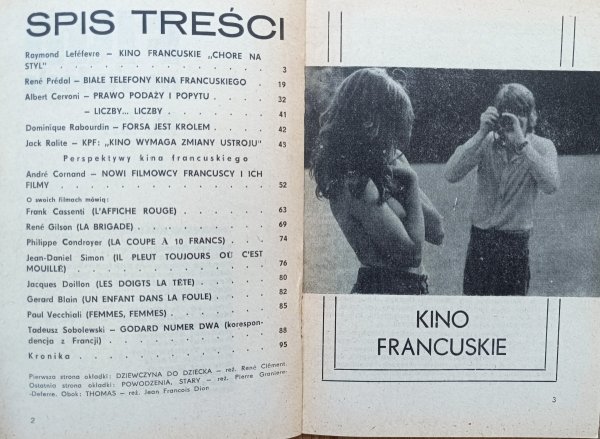 SPIS TREŚCI
Raymond Lefèfevre — KINO FRANCUSKIE „CHORE NA
STYL" . . . . . . . . . . . . 3
René Prédal — BIAŁE TELEFONY KINA FRANCUSKIEGO . 19
Albert Cervoni — PRAWO PODAŻY I POPYTU . . . . 32
— LICZBY... LICZBY . . . . . 41
Dominique Rabourdin — FORSA JEST KROLEM . . . . 42
Jack Ralite — KPF: „KINO WYMAGA ZMIANY USTROJU" 43
Perspektywy kina francuskiego
André Cornand — NOWI FILMOWCY FRANCUSCY I ICH
FILMY . . . . . . . . . . . . 52
O swoich filmach mówią:
Frank Cassenti (L'AFFICHE ROUGE) . . . . . 63
René Gilson (LA BRIGADE) . . . . . . . 69
Philippe Condroyer (LA COUPE À 10 FRANCS) . . . 74
Jean-Daniel Simon (IL PLEUT TOUJOURS OÙ C'EST
MOUILLÉ) . . . . . . . . . . . 76
Jacques Doillon (LES DOIGTS LA TÊTE) . . . . 80
Gerard Blain (UN ENFANT DANS LA FOULE) . . . . 82
Paul Vecchiali (FEMMES, FEMMES) . . . . . . 85
Tadeusz Sobolewski — GODARD NUMER DWA (korespon-
dencja z Francji) . . . . . . . . . 88
Kronika . . . . . . . . . . . . 95
Pierwsza strona okładki: DZIEWCZYNA DO DZIECKA — reż. René Clément.
Ostatnia strona okładki: POWODZENIA, STARY — reż. Pierre Graniere-
-Deferre. Obok: THOMAS — reż. Jean Francois Dion
2
KINO
FRANCUSKIE
3